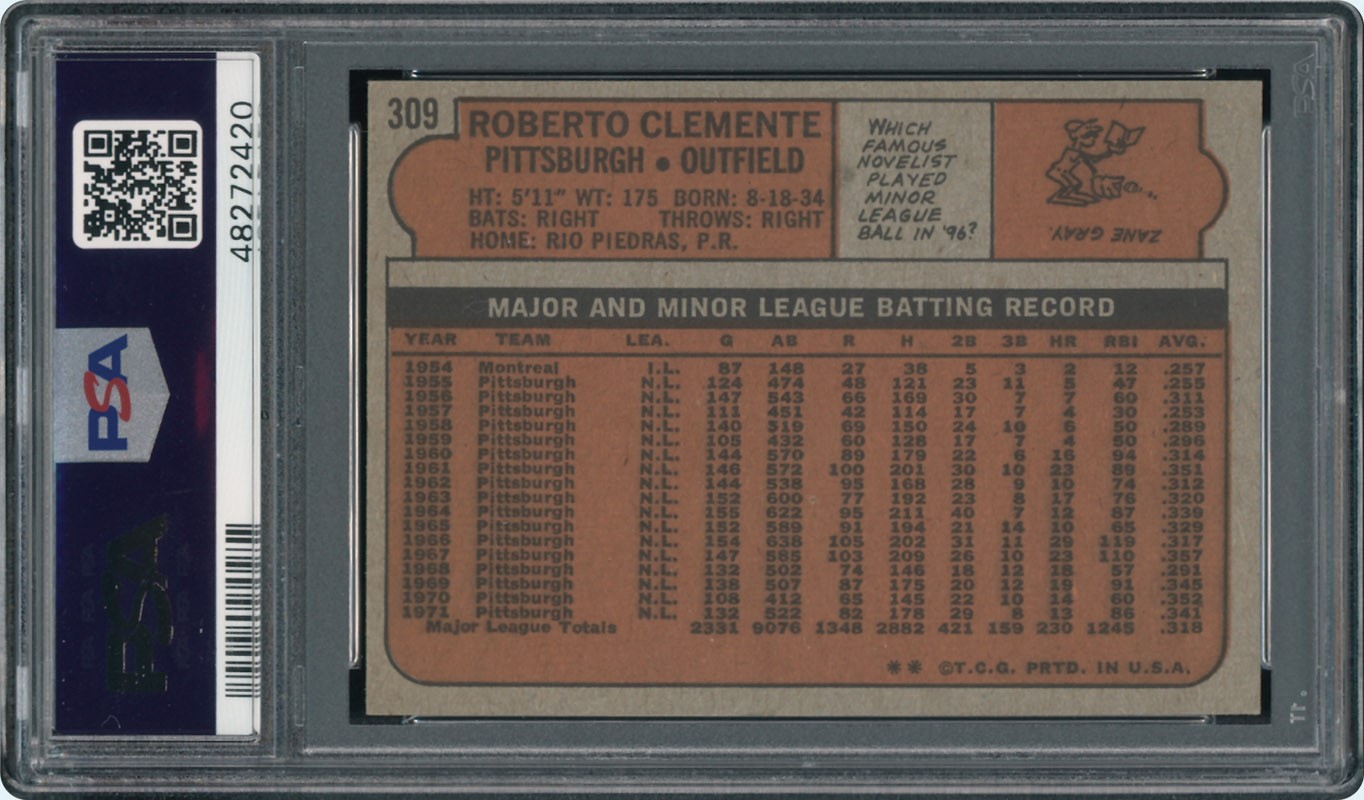 48272420
PSA
PSA
309
ROBERTO CLEMENTE
PITTSBURGH • OUTFIELD
HT: 5'11" WT: 175 BORN: 8-18-34
BATS: RIGHT THROWS: RIGHT
HOME: RIO PIEDRAS, P.R.
WHICH
FAMOUS
NOVELIST
PLAYED
MINOR
LEAGUE
BALL IN '96?
ZANE GRAY.
MAJOR AND MINOR LEAGUE BATTING RECORD
YEAR TEAM LEA. G AB R H 2B 3B HR RBI AVG.
1954 Montreal I.L. 87 148 27 38 5 3 2 12 .257
1955 Pittsburgh N.L. 124 474 48 121 23 11 5 47 .255
1956 Pittsburgh N.L. 147 543 66 169 30 7 7 60 .311
1957 Pittsburgh N.L. 111 451 42 114 17 7 4 30 .253
1958 Pittsburgh N.L. 140 519 69 150 24 10 6 50 .289
1959 Pittsburgh N.L. 105 432 60 128 17 7 4 50 .296
1960 Pittsburgh N.L. 144 570 89 179 22 6 16 94 .314
1961 Pittsburgh N.L. 146 572 100 201 30 10 23 89 .351
1962 Pittsburgh N.L. 144 538 95 168 28 9 10 74 .312
1963 Pittsburgh N.L. 152 600 77 192 23 8 17 76 .320
1964 Pittsburgh N.L. 155 622 95 211 40 7 12 87 .339
1965 Pittsburgh N.L. 152 589 91 194 21 14 10 65 .329
1966 Pittsburgh N.L. 154 638 105 202 31 11 29 119 .317
1967 Pittsburgh N.L. 147 585 103 209 26 10 23 110 .357
1968 Pittsburgh N.L. 132 502 74 146 18 12 18 57 .291
1969 Pittsburgh N.L. 138 507 87 175 20 12 19 91 .345
1970 Pittsburgh N.L. 108 412 65 145 22 10 14 60 .352
1971 Pittsburgh N.L. 132 522 82 178 29 8 13 86 .341
Major League Totals 2331 9076 1348 2882 421 159 230 1245 .318
** ©T.C.G. PRTD. IN U.S.A.
PSA